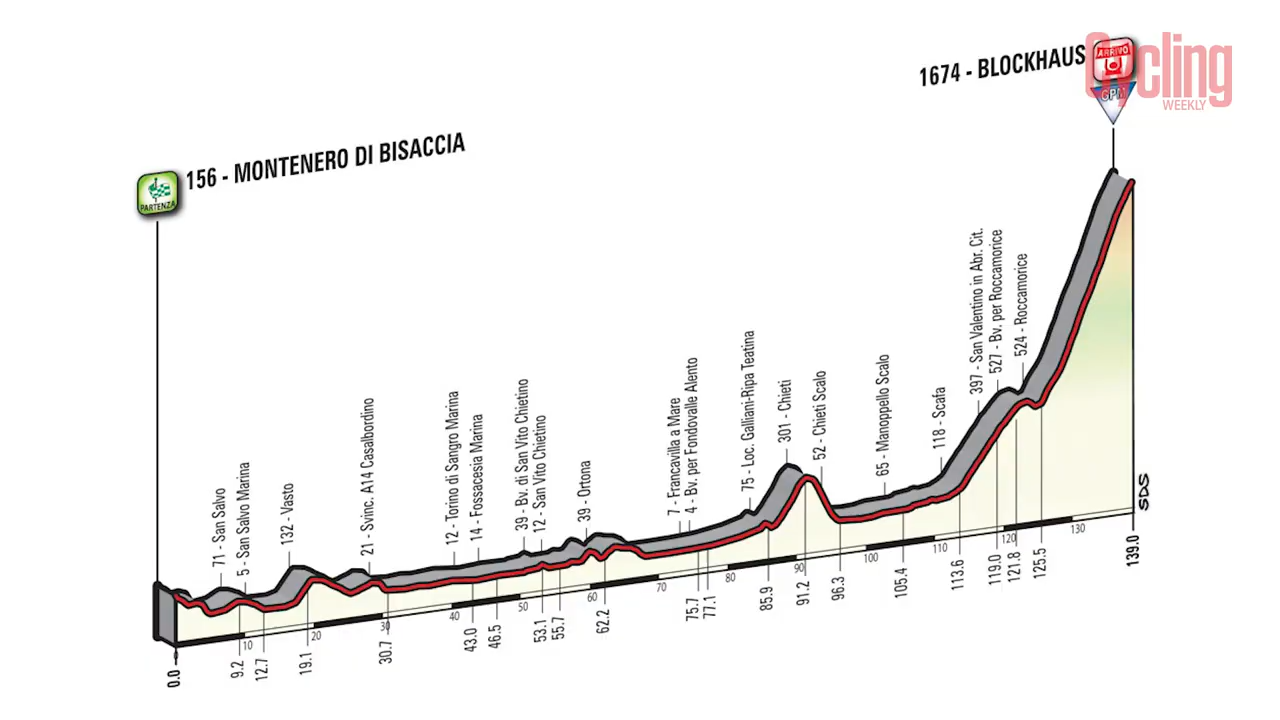 1674 - BLOCKHAUS
ARRIVO
GPM
Cycling
WEEKLY
156 - MONTENERO DI BISACCIA
PARTENZA
71 - San Salvo
5 - San Salvo Marina
132 - Vasto
21 - Svinc. A14 Casalbordino
12 - Torino di Sangro Marina
14 - Fossacesia Marina
39 - Bv. di San Vito Chietino
12 - San Vito Chietino
39 - Ortona
7 - Francavilla a Mare
4 - Bv. per Fondovalle Alento
75 - Loc. Galliani-Ripa Teatina
301 - Chieti
52 - Chieti Scalo
65 - Manoppello Scalo
118 - Scafa
397 - San Valentino in Abr. Cit.
527 - Bv. per Roccamorice
524 - Roccamorice
SDS
0 10 20 30 40 50 60 70 80 90 100 110 120 130
0.0
9.2
12.7
19.1
30.7
43.0
46.5
53.1
55.7
62.2
75.7
77.1
85.9
91.2
96.3
105.4
113.6
119.0
121.8
125.5
139.0